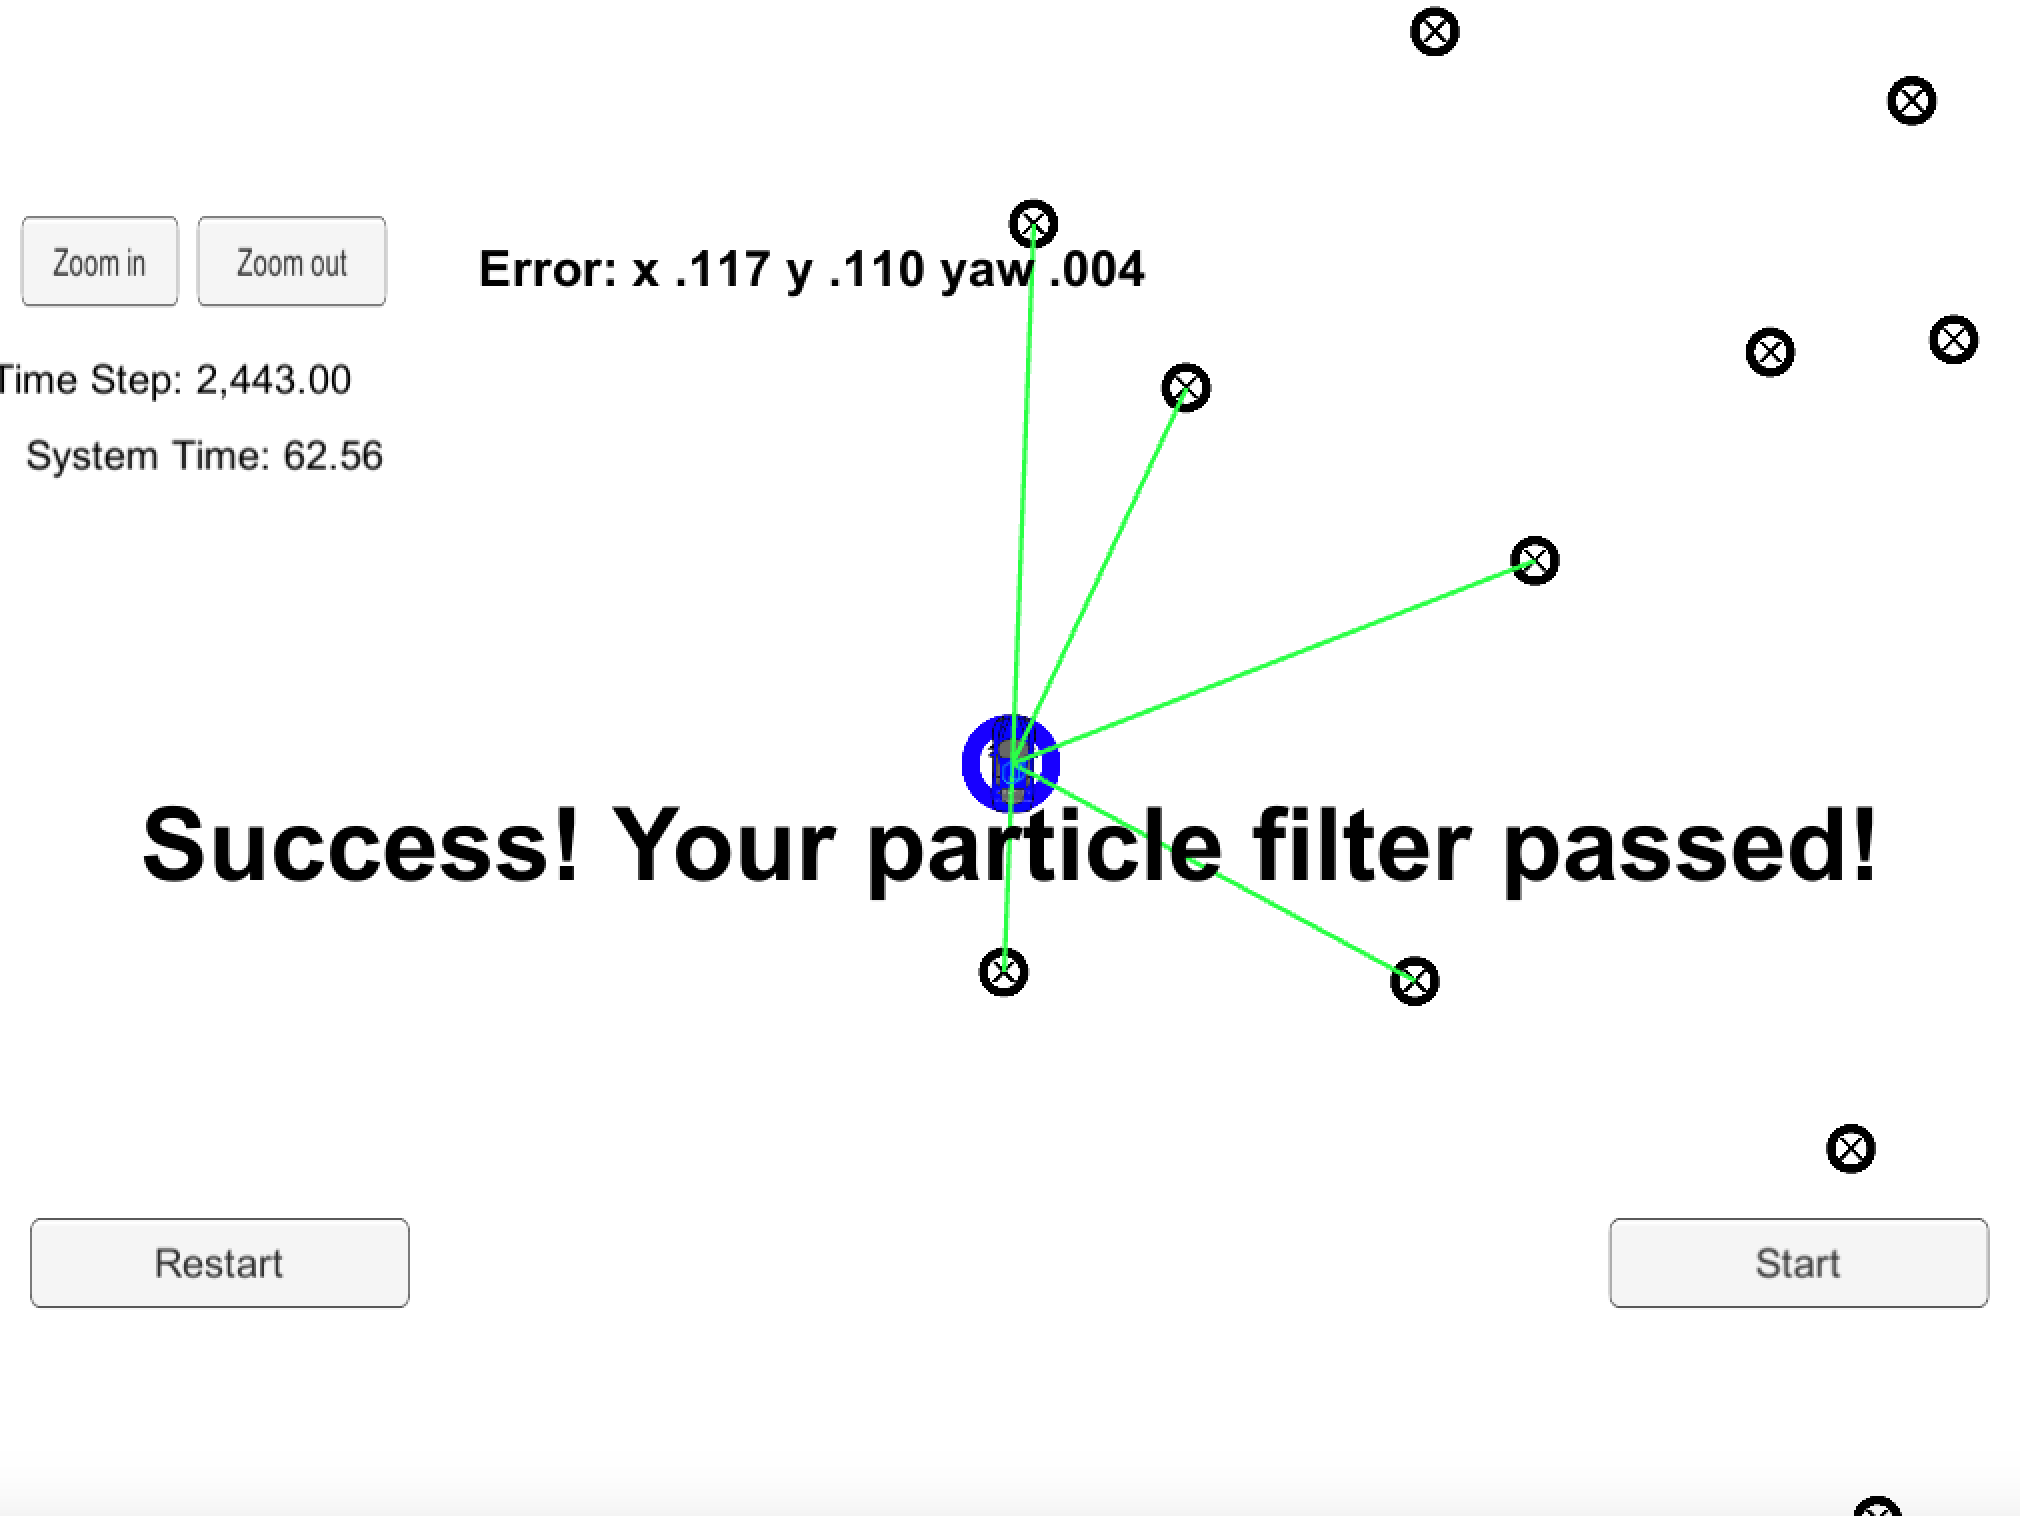 Zoom in
Zoom out
Error: x .117 y .110 yaw .004
Time Step: 2,443.00
System Time: 62.56
Success! Your particle filter passed!
Restart
Start